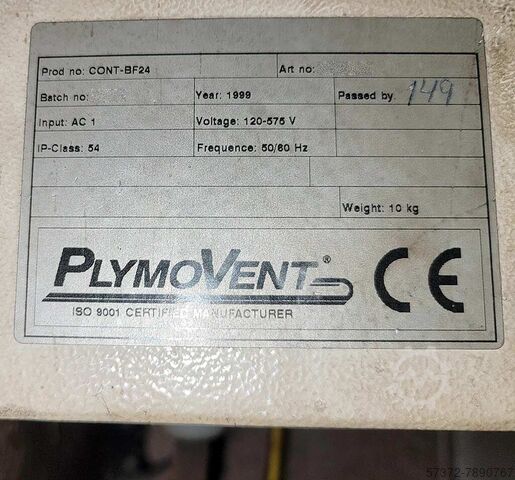 Prod no: CONT-BF24 Art no:
Batch no: Year: 1999 Passed by: 149
Input: AC 1 Voltage: 120-575 V
IP-Class: 54 Frequence: 50/60 Hz
Weight: 10 kg
PLYMOVENT®
CE
ISO 9001 CERTIFIED MANUFACTURER
57372-7890767